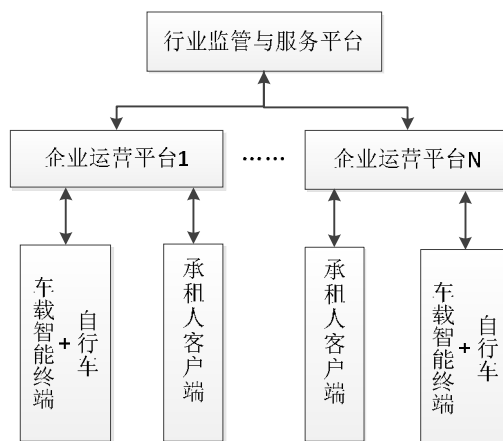 行业监管与服务平台
企业运营平台1
……
企业运营平台N
车载智能终端
+
自行车
承租人客户端
承租人客户端
车载智能终端
+
自行车